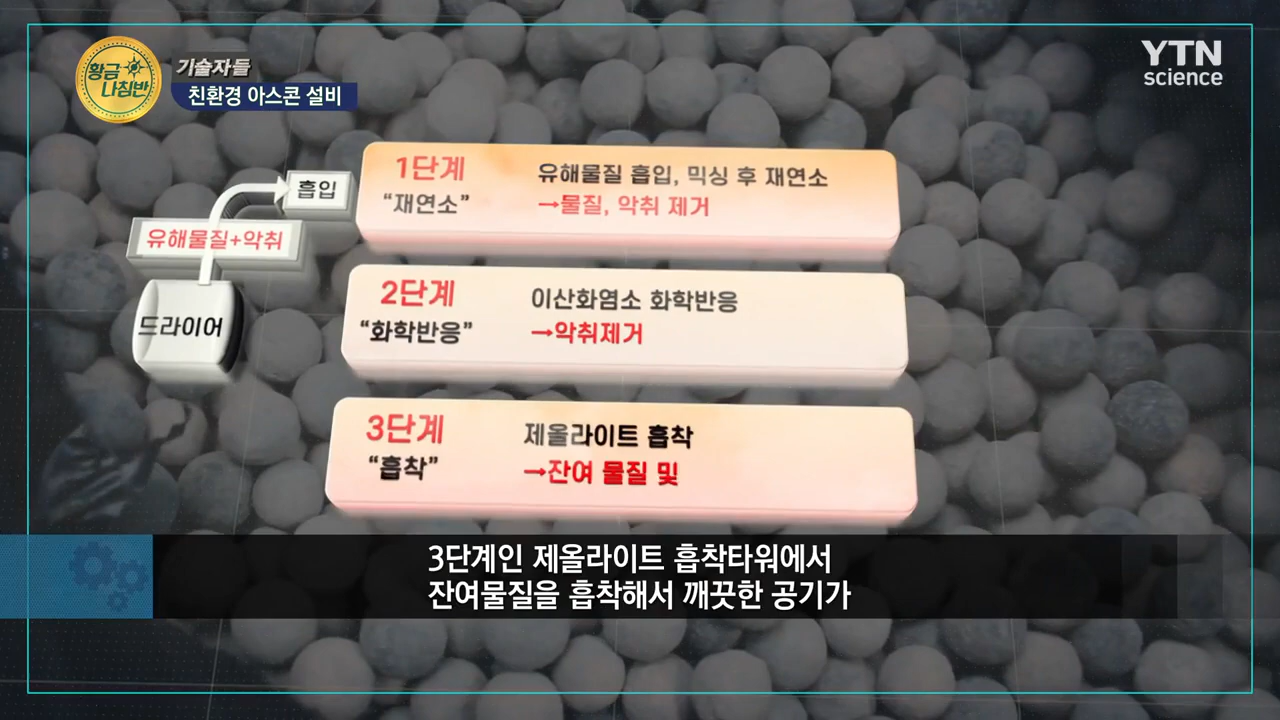 황금
나침반
기술자들
친환경 아스콘 설비
YTN
science
흡입
유해물질+악취
드라이어
1단계
"재연소"
유해물질 흡입, 믹싱 후 재연소
→물질, 악취 제거
2단계
"화학반응"
이산화염소 화학반응
→악취제거
3단계
"흡착"
제올라이트 흡착
→잔여 물질 및
3단계인 제올라이트 흡착타워에서
잔여물질을 흡착해서 깨끗한 공기가